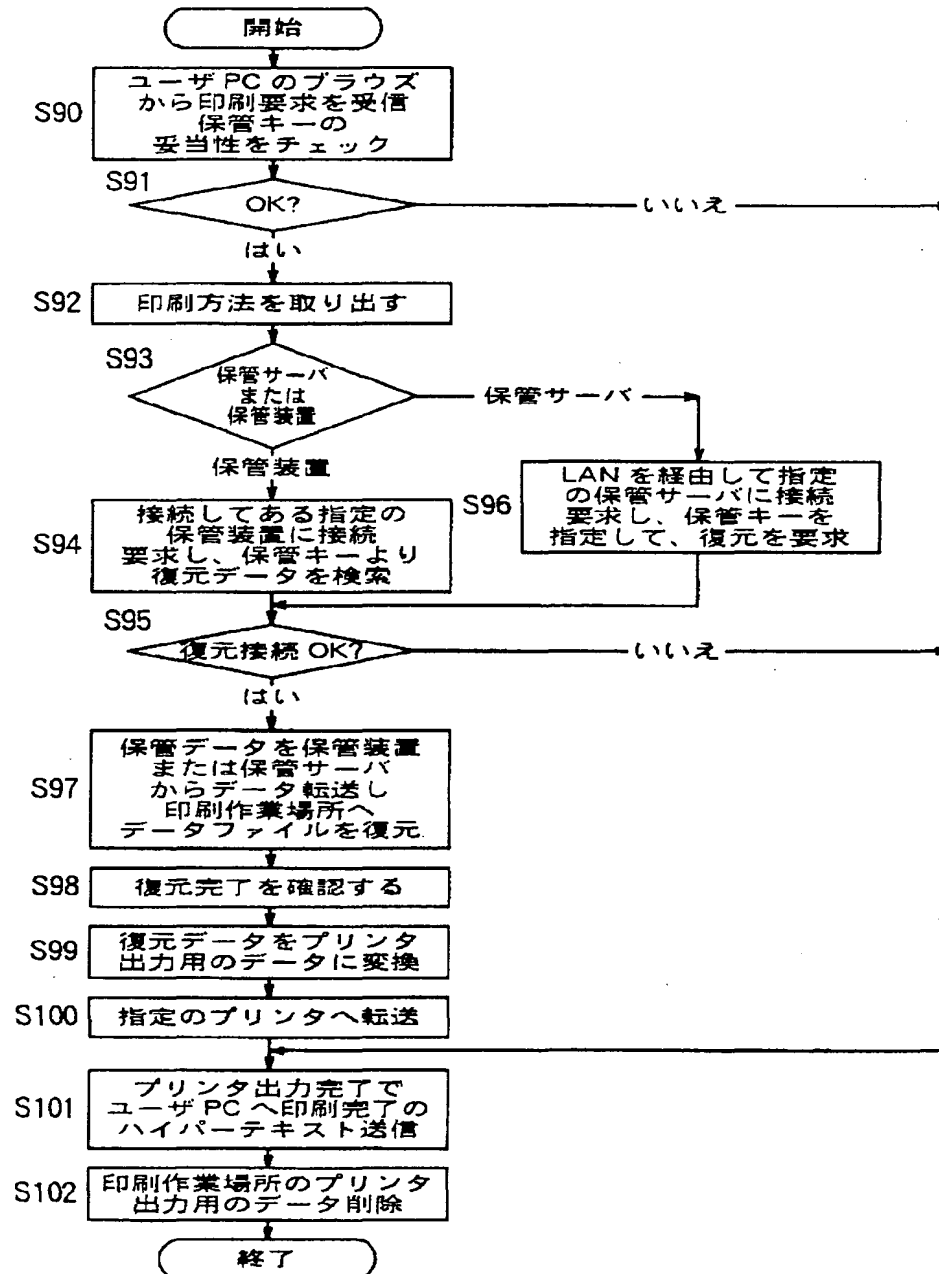 開始
S90
ユーザ PC のブラウズ
から印刷要求を受信
保管キーの
妥当性をチェック
S91
OK?
いいえ
はい
S92
印刷方法を取り出す
S93
保管サーバ
または
保管装置
保管サーバ
保管装置
S94
接続してある指定の
保管装置に接続
要求し、保管キーより
復元データを検索
S96
LAN を経由して指定
の保管サーバに接続
要求し、保管キーを
指定して、復元を要求
S95
復元接続 OK?
いいえ
はい
S97
保管データを保管装置
または保管サーバ
からデータ転送し
印刷作業場所へ
データファイルを復元
S98
復元完了を確認する
S99
復元データをプリンタ
出力用のデータに変換
S100
指定のプリンタへ転送
S101
プリンタ出力完了で
ユーザ PC へ印刷完了の
ハイパーテキスト送信
S102
印刷作業場所のプリンタ
出力用のデータ削除
終了